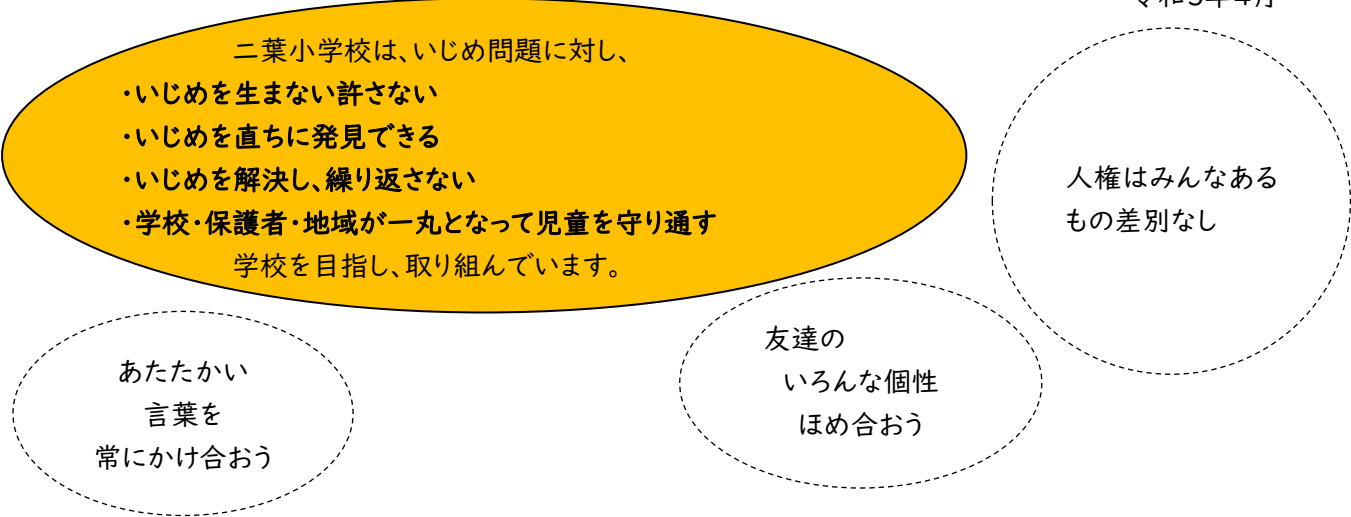 二葉小学校は、いじめ問題に対し、
・いじめを生まない許さない
・いじめを直ちに発見できる
・いじめを解決し、繰り返さない
・学校・保護者・地域が一丸となって児童を守り通す
学校を目指し、取り組んでいます。
人権はみんなある
もの差別なし
友達の
いろんな個性
ほめ合おう
あたたかい
言葉を
常にかけ合おう